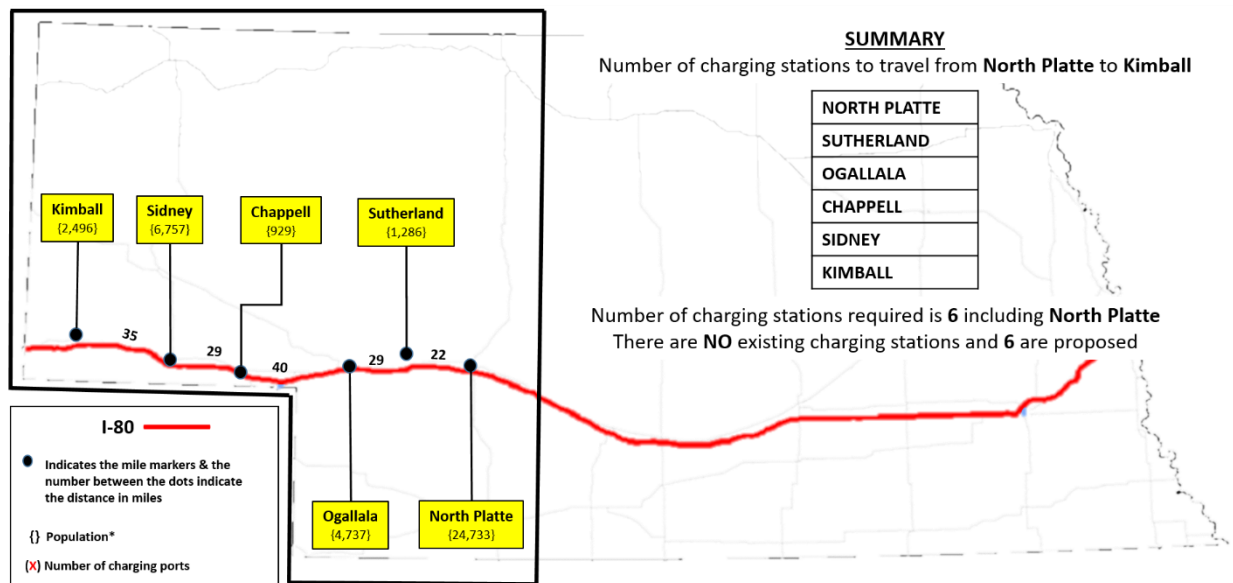 SUMMARY
Number of charging stations to travel from North Platte to Kimball
NORTH PLATTE
SUTHERLAND
OGALLALA
CHAPPELL
SIDNEY
KIMBALL
Number of charging stations required is 6 including North Platte
There are NO existing charging stations and 6 are proposed
Kimball
{2,496}
Sidney
{6,757}
Chappell
{929}
Sutherland
{1,286}
35
29
40
29
22
Ogallala
{4,737}
North Platte
{24,733}
I-80
Indicates the mile markers & the
number between the dots indicate
the distance in miles
{} Population*
(X) Number of charging ports